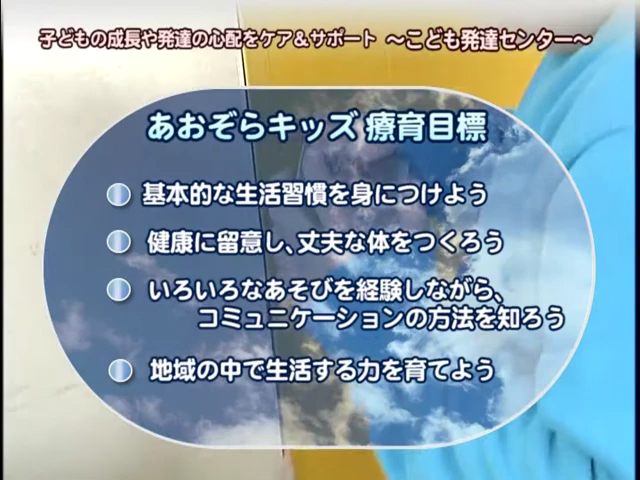 子どもの成長や発達の心配をケア＆サポート ～こども発達センター～
あおぞらキッズ 療育目標
基本的な生活習慣を身につけよう
健康に留意し、丈夫な体をつくろう
いろいろなあそびを経験しながら、
コミュニケーションの方法を知ろう
地域の中で生活する力を育てよう